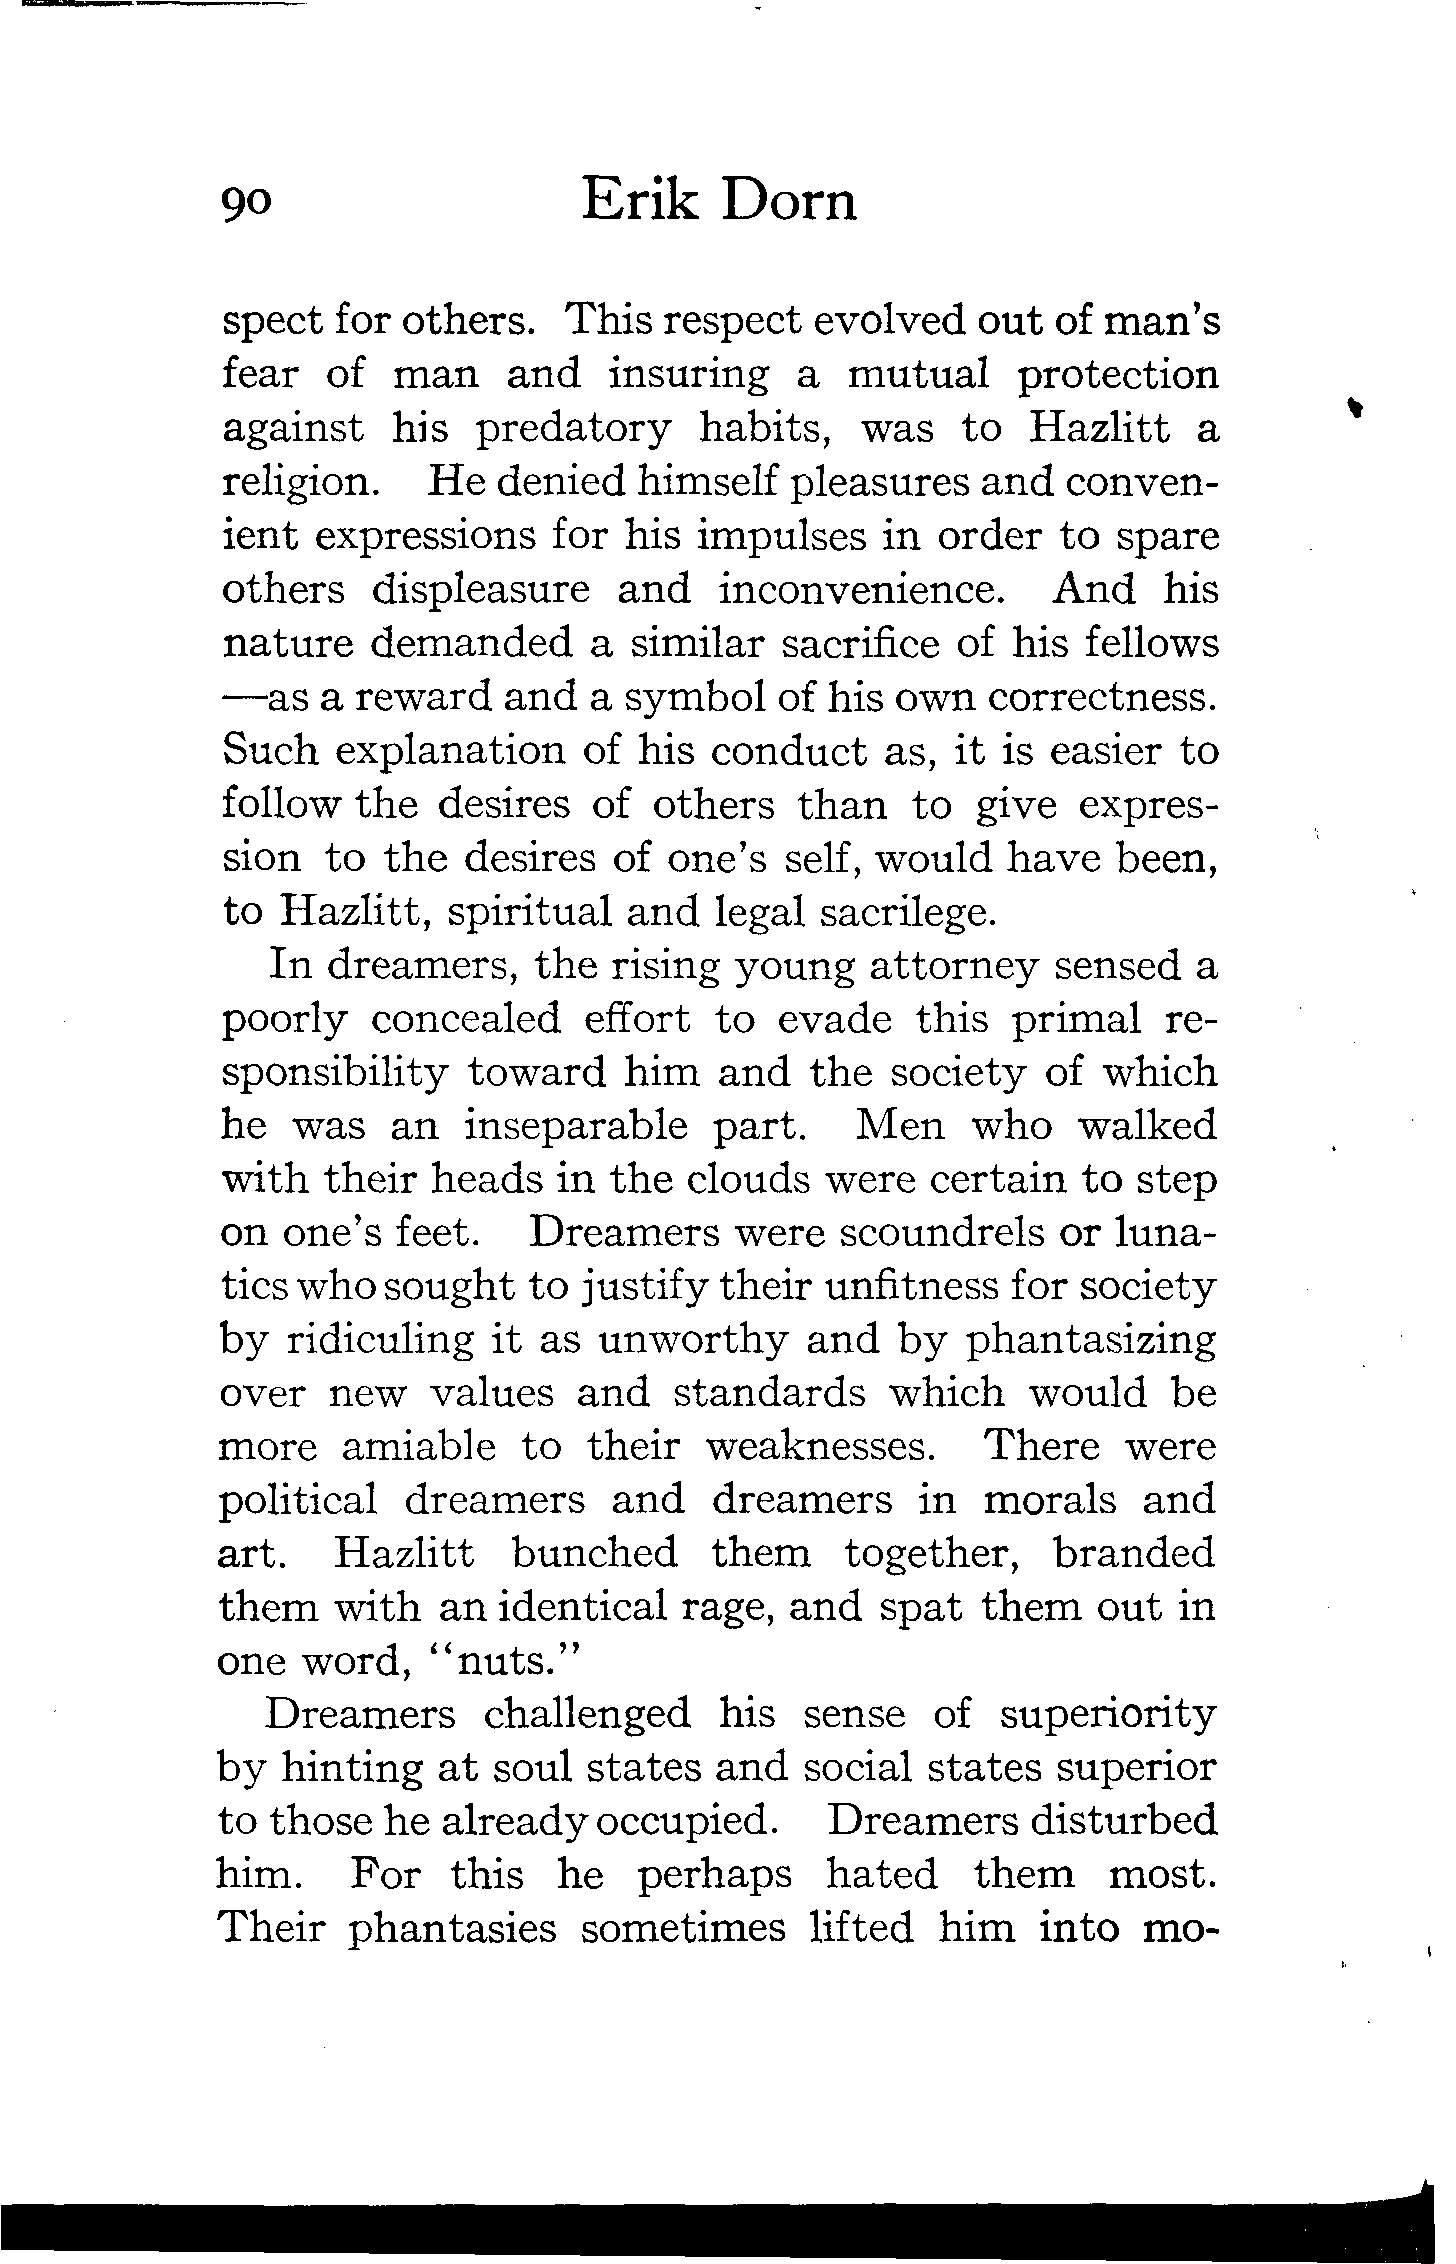 90 Erik Dorn
spect for others. This respect evolved out of man's
fear of man and insuring a mutual protection
against his predatory habits, was to Hazlitt a
religion. He denied himself pleasures and conven-
ient expressions for his impulses in order to spare
others displeasure and inconvenience. And his
nature demanded a similar sacrifice of his fellows
—as a reward and a symbol of his own correctness.
Such explanation of his conduct as, it is easier to
follow the desires of others than to give expres-
sion to the desires of one's self, would have been,
to Hazlitt, spiritual and legal sacrilege.
In dreamers, the rising young attorney sensed a
poorly concealed effort to evade this primal re-
sponsibility toward him and the society of which
he was an inseparable part. Men who walked
with their heads in the clouds were certain to step
on one's feet. Dreamers were scoundrels or luna-
tics who sought to justify their unfitness for society
by ridiculing it as unworthy and by phantasizing
over new values and standards which would be
more amiable to their weaknesses. There were
political dreamers and dreamers in morals and
art. Hazlitt bunched them together, branded
them with an identical rage, and spat them out in
one word, "nuts."
Dreamers challenged his sense of superiority
by hinting at soul states and social states superior
to those he already occupied. Dreamers disturbed
him. For this he perhaps hated them most.
Their phantasies sometimes lifted him into mo-